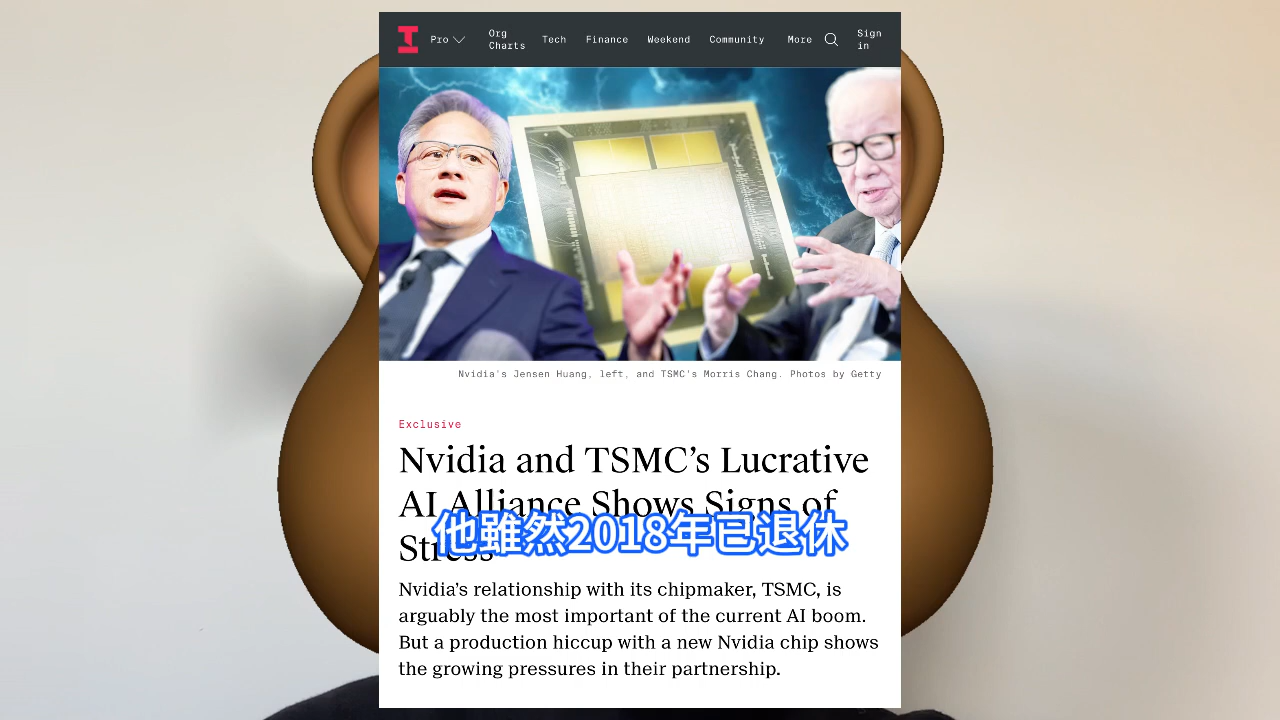 Pro
Org Charts
Tech
Finance
Weekend
Community
More
Sign in
Nvidia's Jensen Huang, left, and TSMC's Morris Chang. Photos by Getty
Exclusive
Nvidia and TSMC’s Lucrative
AI Alliance Shows Signs of
Stress
他雖然2018年已退休
Nvidia’s relationship with its chipmaker, TSMC, is
arguably the most important of the current AI boom.
But a production hiccup with a new Nvidia chip shows
the growing pressures in their partnership.